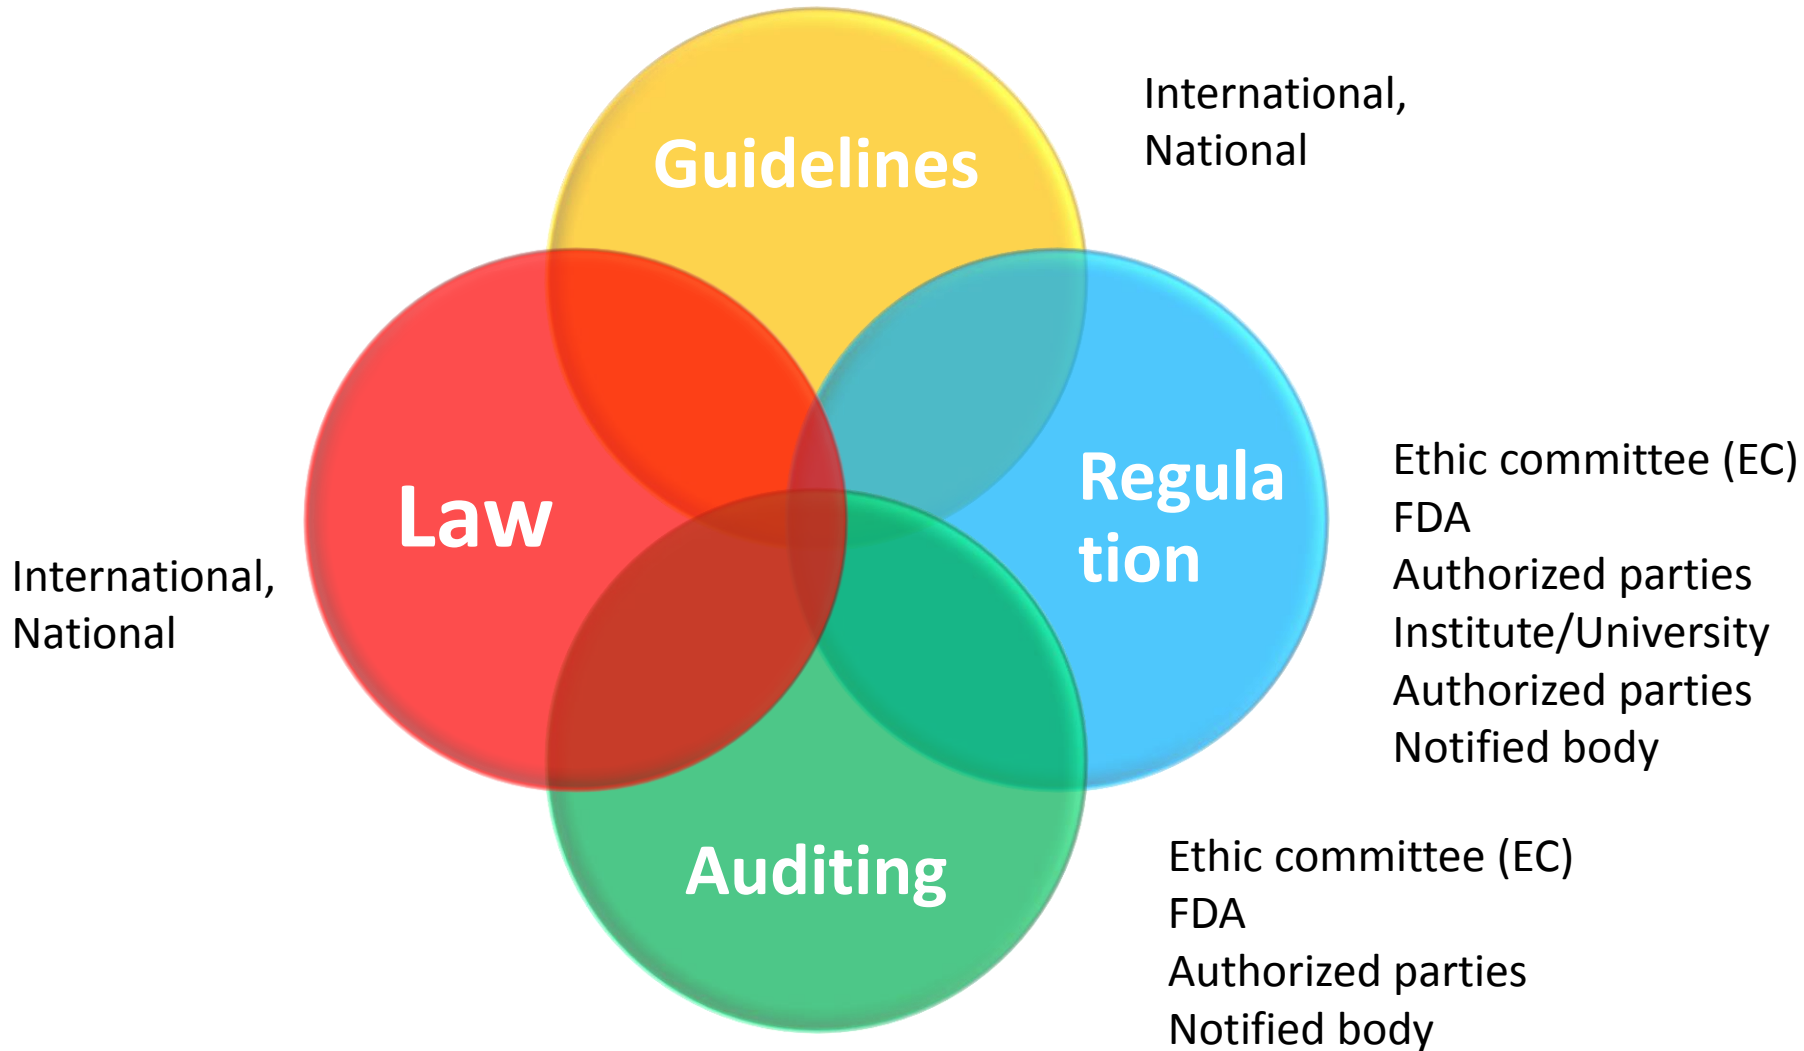 Guidelines
International,
National
Law
International,
National
Regula
tion
Ethic committee (EC)
FDA
Authorized parties
Institute/University
Authorized parties
Notified body
Auditing
Ethic committee (EC)
FDA
Authorized parties
Notified body